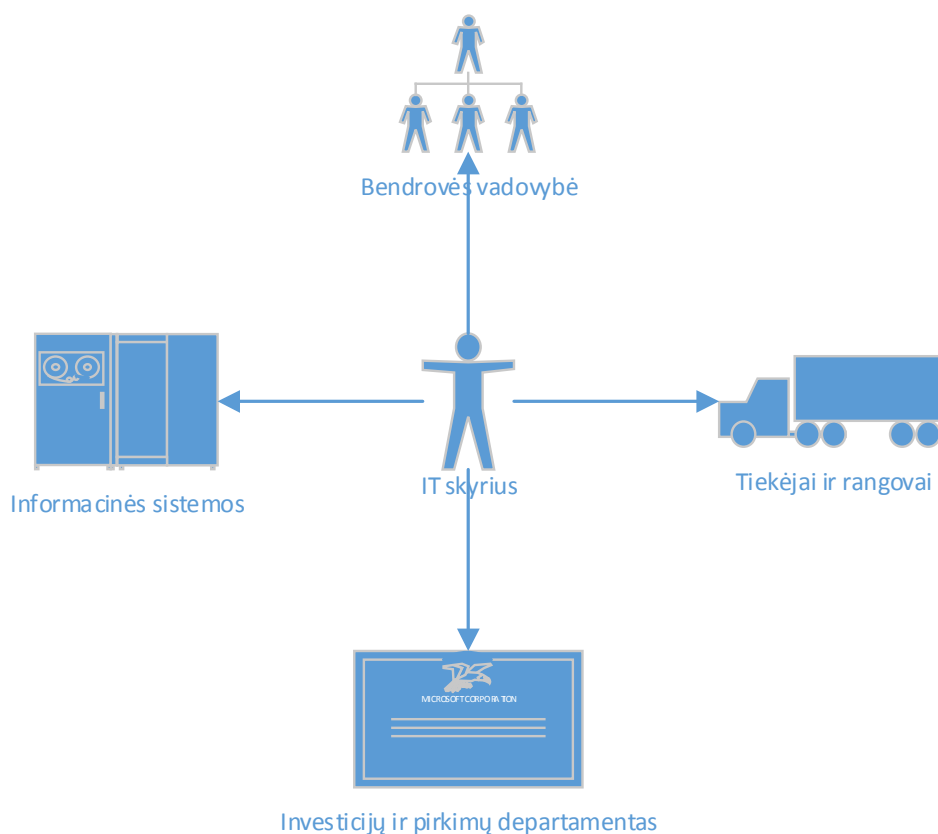 Bendrovės vadovybė
IT skyrius
Informacinės sistemos
Tiekėjai ir rangovai
MICROSOFT CORPORATION
Investicijų ir pirkimų departamentas